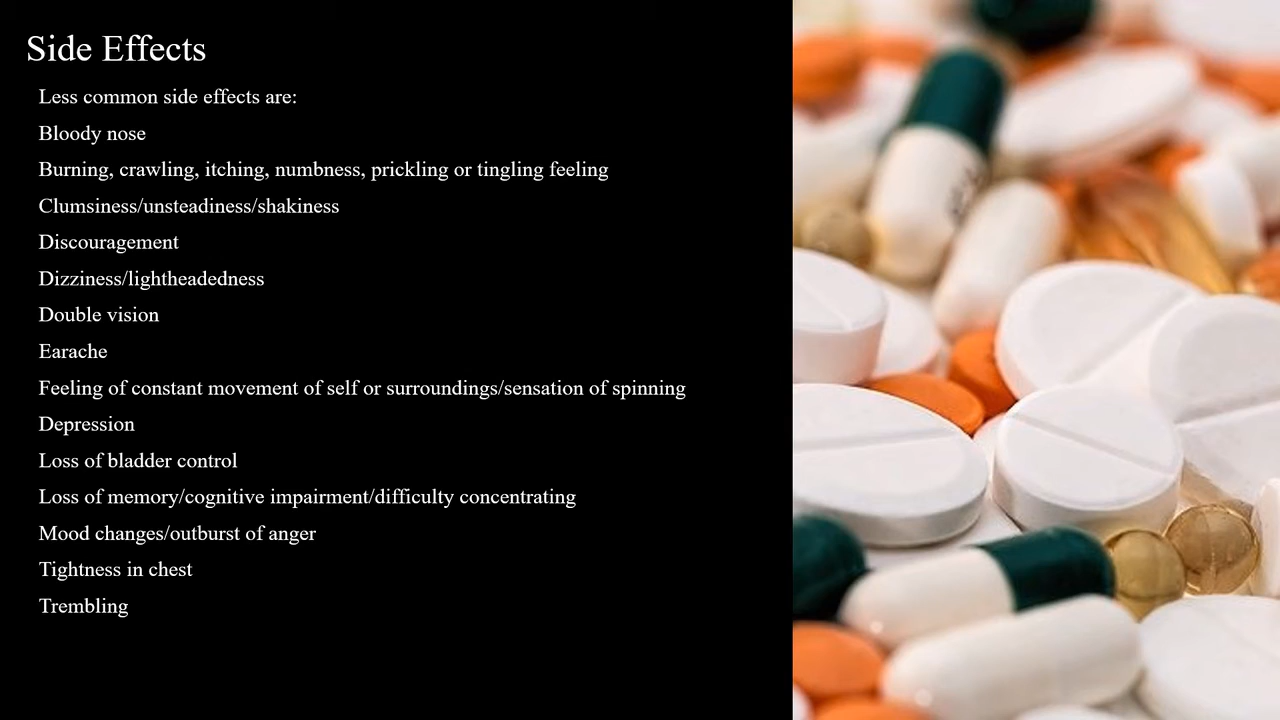 Side Effects
Less common side effects are:
Bloody nose
Burning, crawling, itching, numbness, prickling or tingling feeling
Clumsiness/unsteadiness/shakiness
Discouragement
Dizziness/lightheadedness
Double vision
Earache
Feeling of constant movement of self or surroundings/sensation of spinning
Depression
Loss of bladder control
Loss of memory/cognitive impairment/difficulty concentrating
Mood changes/outburst of anger
Tightness in chest
Trembling